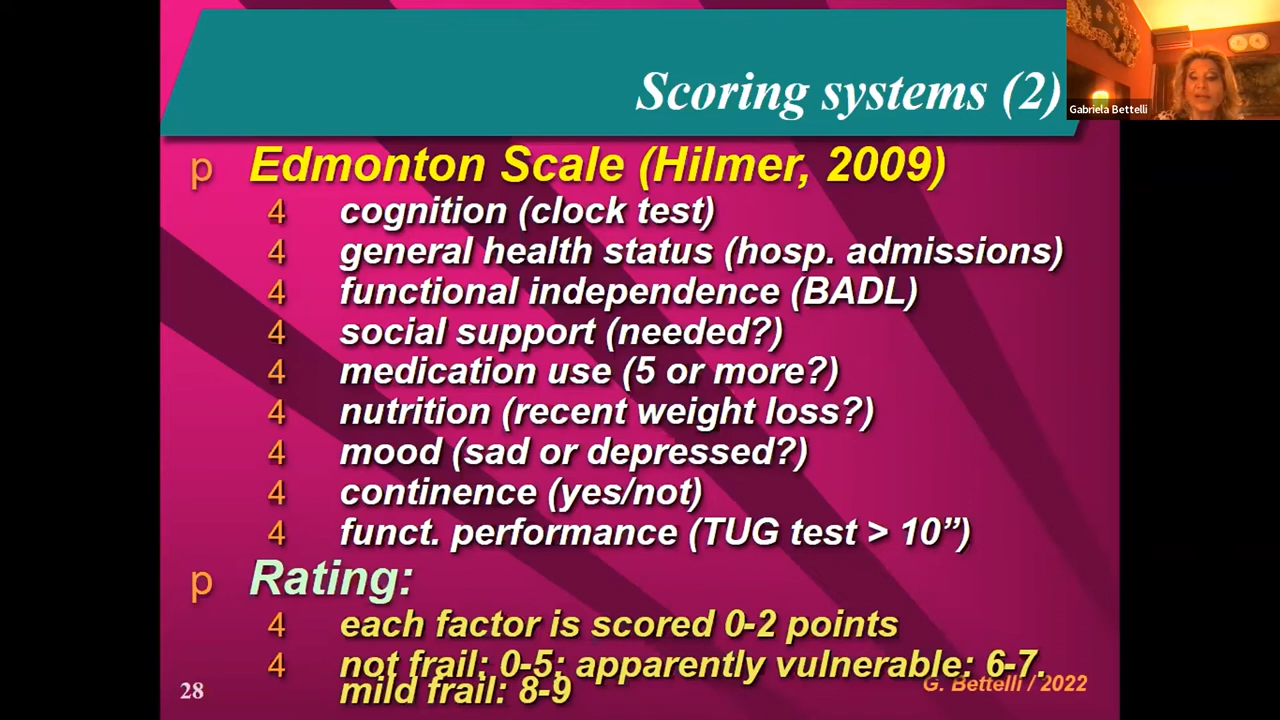 Scoring systems (2)
Gabriela Bettelli
p Edmonton Scale (Hilmer, 2009)
4 cognition (clock test)
4 general health status (hosp. admissions)
4 functional independence (BADL)
4 social support (needed?)
4 medication use (5 or more?)
4 nutrition (recent weight loss?)
4 mood (sad or depressed?)
4 continence (yes/not)
4 funct. performance (TUG test > 10”)
p Rating:
4 each factor is scored 0-2 points
4 not frail: 0-5; apparently vulnerable: 6-7.
mild frail: 8-9
28
G. Bettelli / 2022